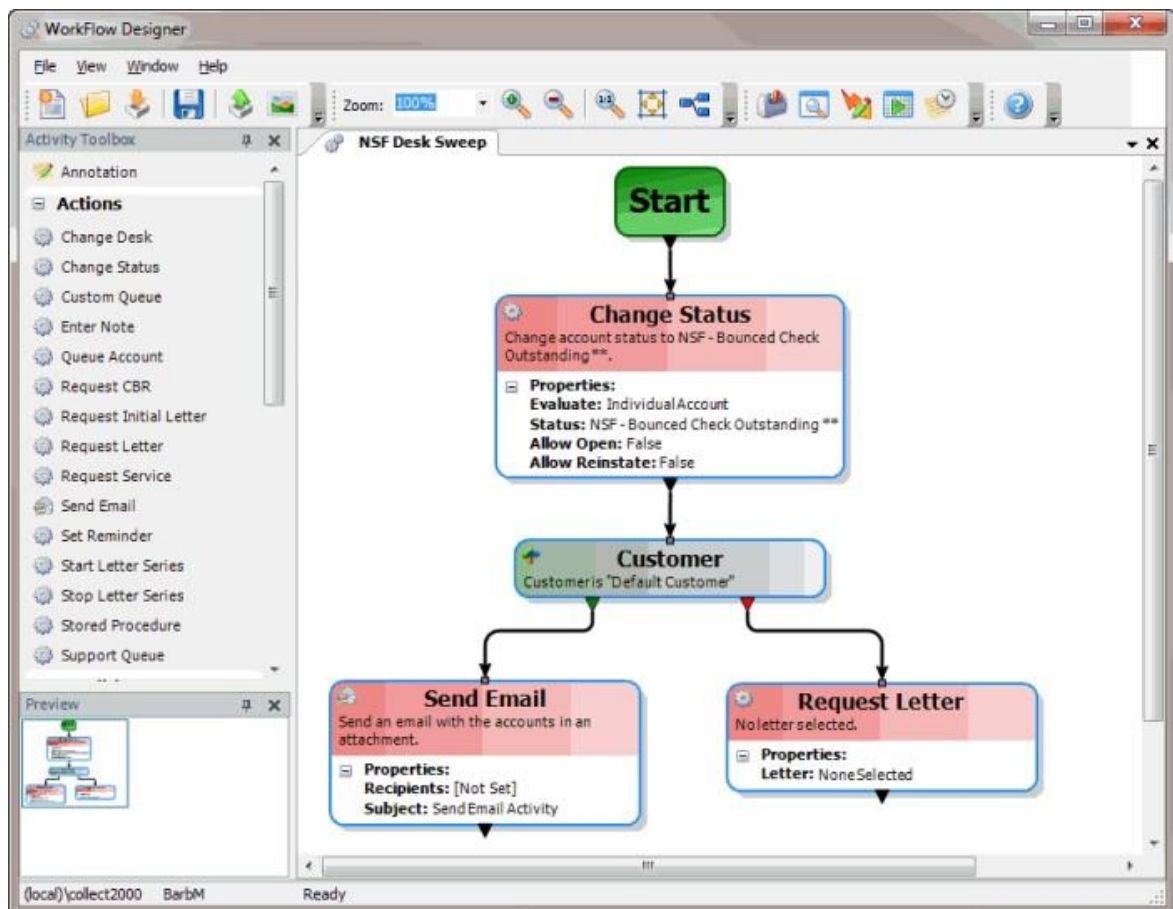 WorkFlow Designer
File View Window Help
Zoom: 100%
Activity Toolbox
Annotation
Actions
Change Desk
Change Status
Custom Queue
Enter Note
Queue Account
Request CBR
Request Initial Letter
Request Letter
Request Service
Send Email
Set Reminder
Start Letter Series
Stop Letter Series
Stored Procedure
Support Queue
Preview
NSF Desk Sweep
Start
Change Status
Change account status to NSF - Bounced Check
Outstanding **.
Properties:
Evaluate: Individual Account
Status: NSF - Bounced Check Outstanding **
Allow Open: False
Allow Reinstate: False
Customer
Customer is "Default Customer"
Send Email
Send an email with the accounts in an
attachment.
Properties:
Recipients: [Not Set]
Subject: Send Email Activity
Request Letter
No letter selected.
Properties:
Letter: None Selected
(local)\collect2000 BarbM Ready